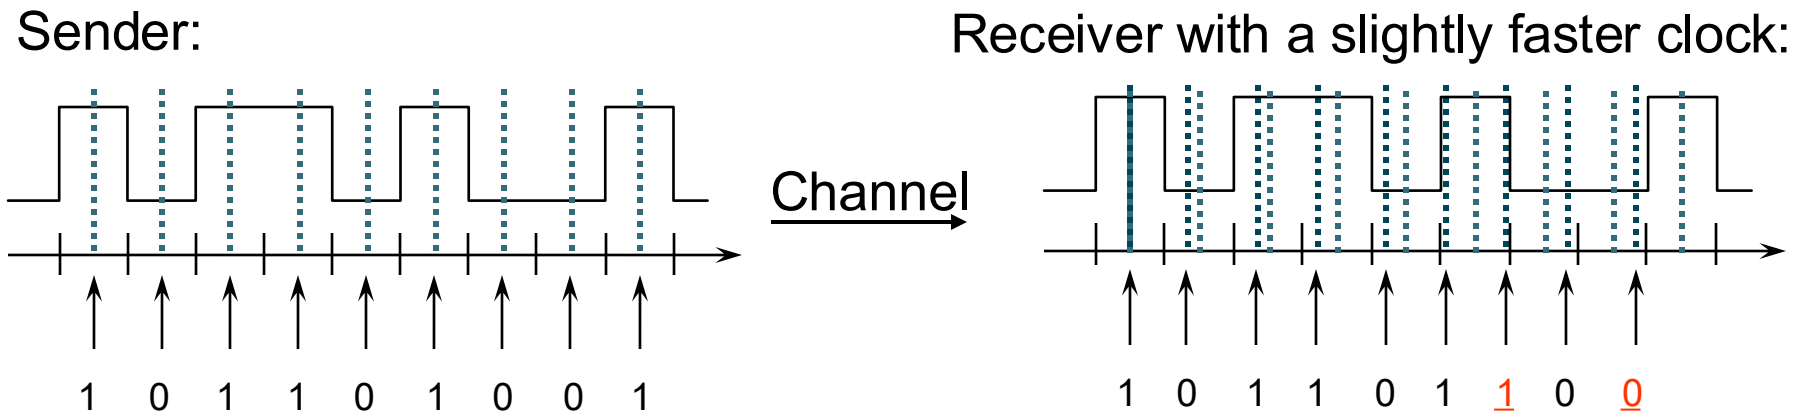 Sender:
Receiver with a slightly faster clock:
Channel
1 0 1 1 0 1 0 0 1
1 0 1 1 0 1 1 0 0